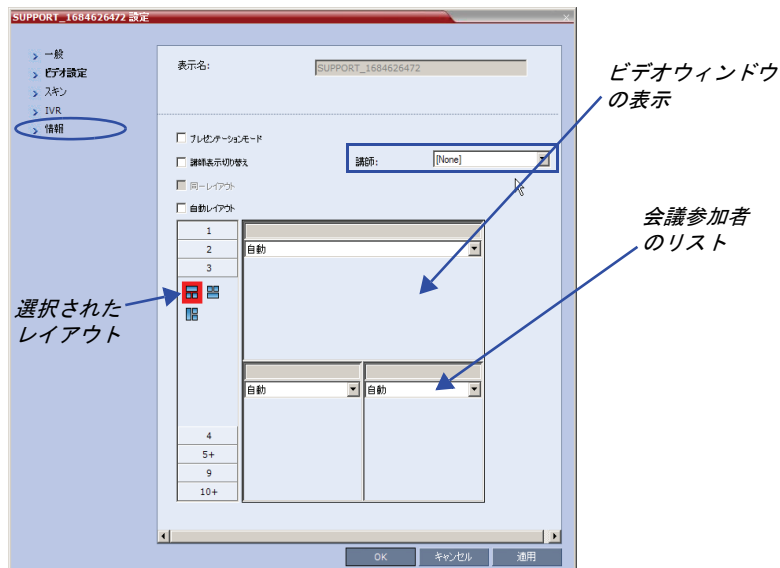 SUPPORT_1684626472 設定
一般
ビデオ設定
スキン
IVR
情報
表示名:
SUPPORT_1684626472
プレゼンテーションモード
講師表示切り替え
講師:
[None]
同一レイアウト
自動レイアウト
1
2
3
4
5+
9
10+
自動
自動
自動
OK
キャンセル
適用
ビデオウィンドウ
の表示
会議参加者
のリスト
選択された
レイアウト